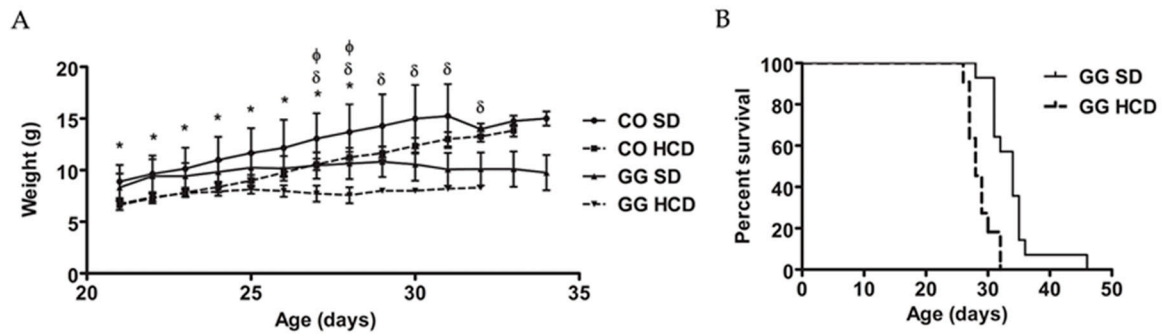 A
Weight (g)
20
15
10
5
0
20
25
30
35
Age (days)
*
*
*
*
*
*
ϕ
δ
*
ϕ
δ
*
δ
δ
δ
δ
CO SD
CO HCD
GG SD
GG HCD
B
Percent survival
100
80
60
40
20
0
0
10
20
30
40
50
Age (days)
GG SD
GG HCD